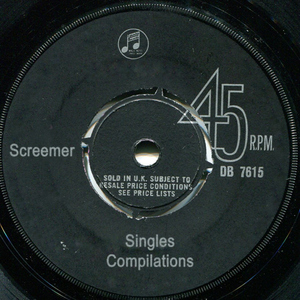 45
R.P.M.
DB 7615
Screemer
SOLD IN U.K. SUBJECT TO
RESALE PRICE CONDITIONS,
SEE PRICE LISTS
Singles
Compilations